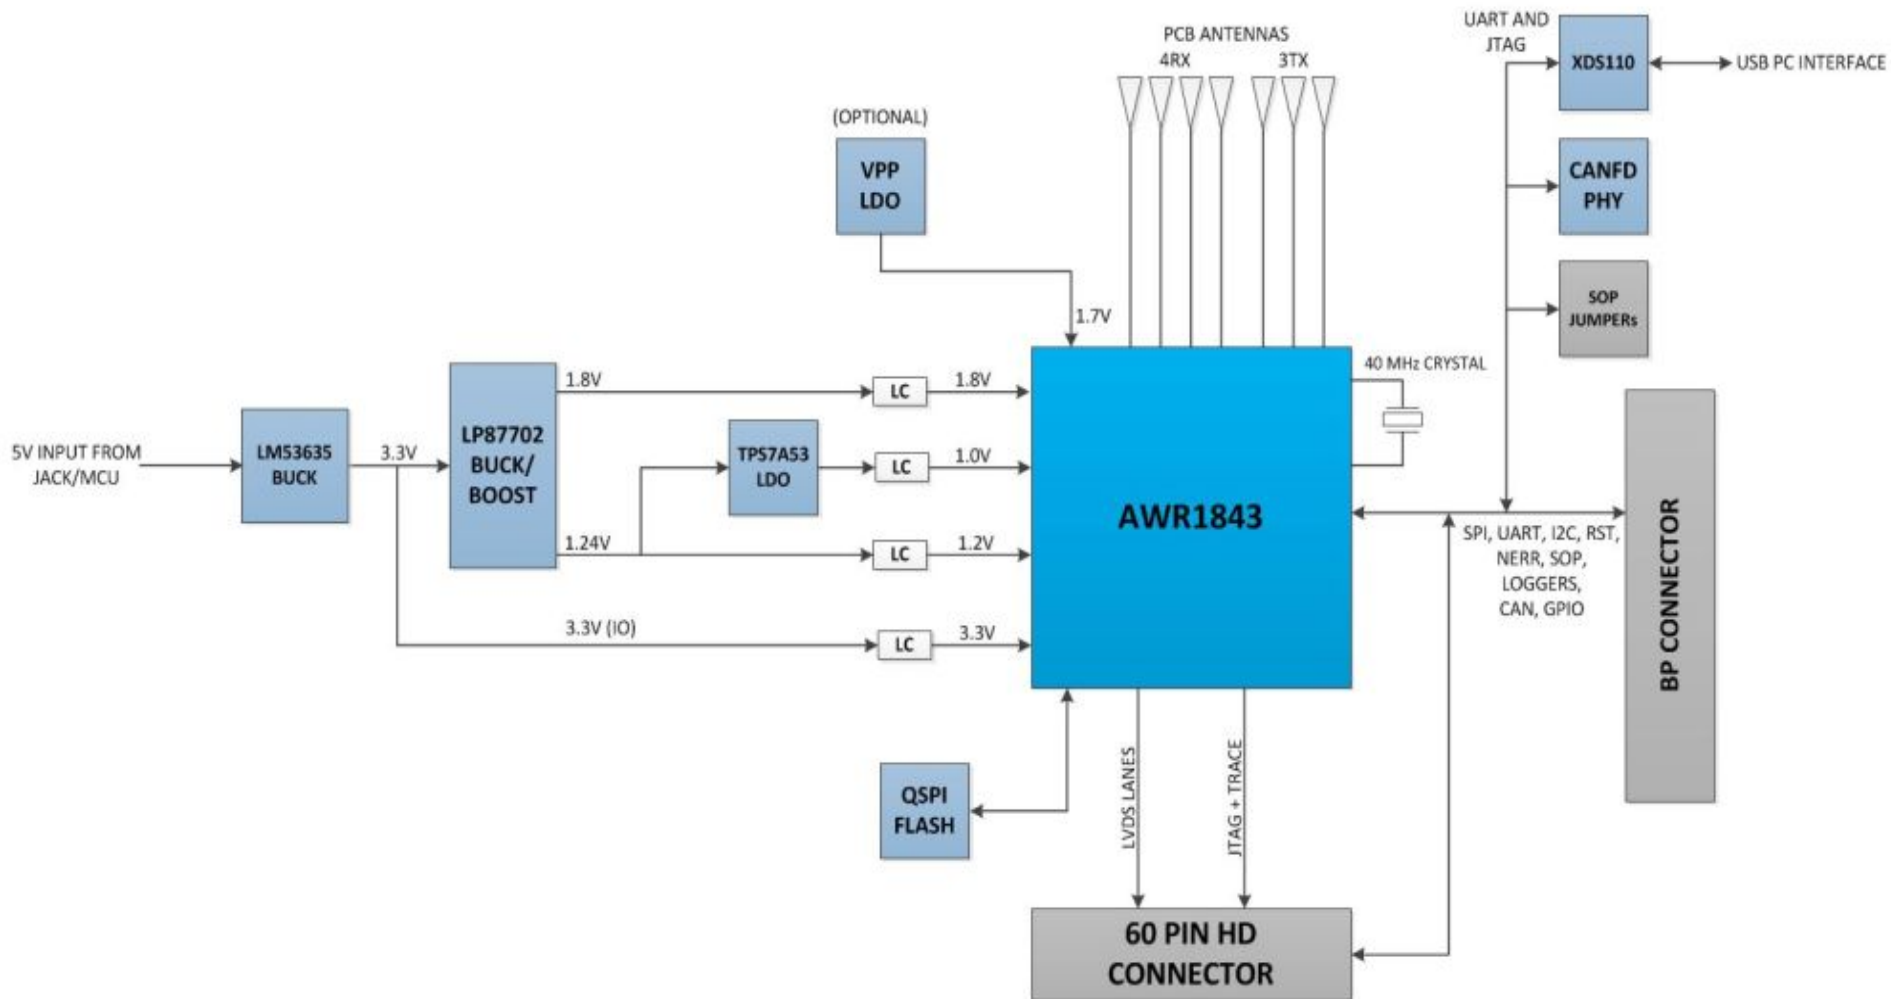 UART AND
JTAG
XDS110
USB PC INTERFACE
PCB ANTENNAS
4RX
3TX
(OPTIONAL)
VPP
LDO
CANFD
PHY
SOP
JUMPERs
1.7V
40 MHz CRYSTAL
1.8V
LC
1.8V
5V INPUT FROM
JACK/MCU
LM53635
BUCK
3.3V
LP87702
BUCK/
BOOST
TPS7A53
LDO
LC
1.0V
AWR1843
1.24V
LC
1.2V
SPI, UART, I2C, RST,
NERR, SOP,
LOGGERS,
CAN, GPIO
BP CONNECTOR
3.3V (IO)
LC
3.3V
QSPI
FLASH
LVDS LANES
JTAG + TRACE
60 PIN HD
CONNECTOR